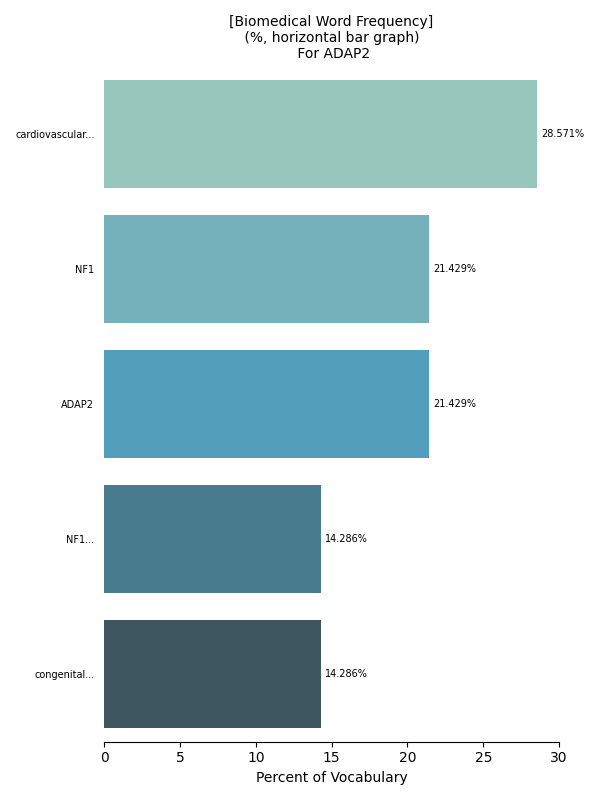 [Biomedical Word Frequency]
(%, horizontal bar graph)
For ADAP2
cardiovascular... 28.571%
NF1 21.429%
ADAP2 21.429%
NF1... 14.286%
congenital... 14.286%
0 5 10 15 20 25 30
Percent of Vocabulary